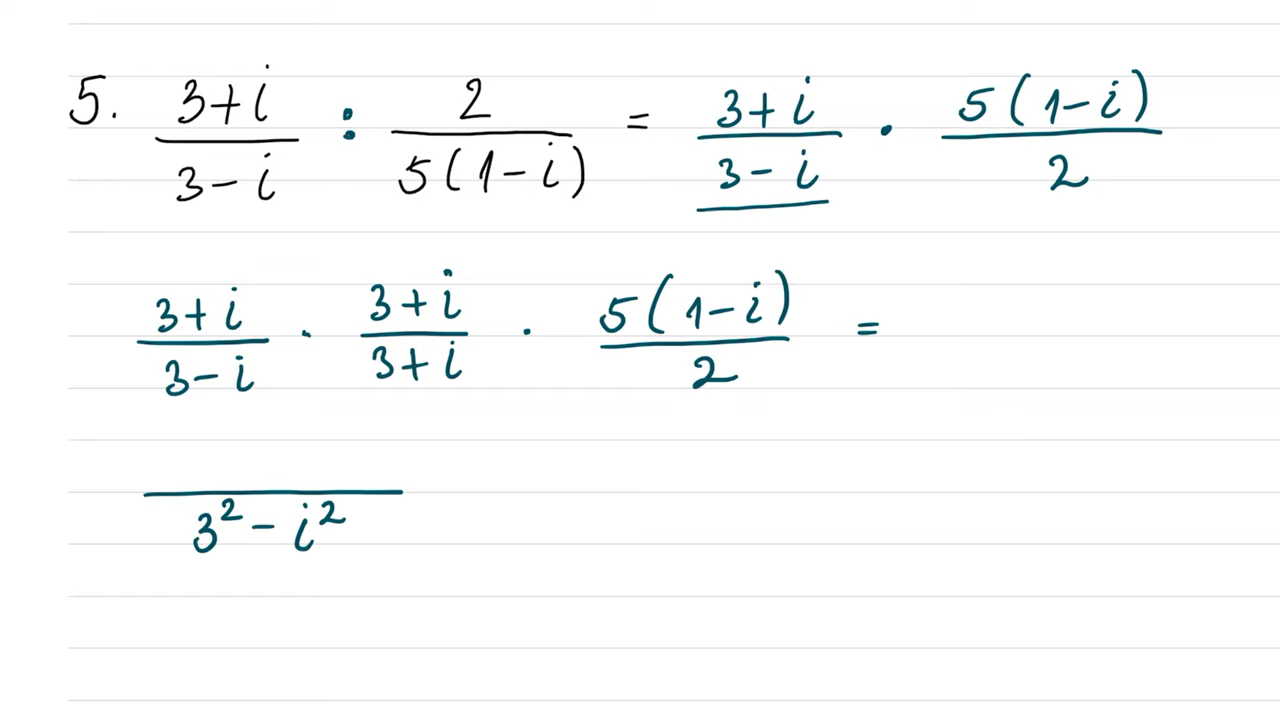 5. (3+i)/(3-i) : 2/(5(1-i)) = (3+i)/(3-i) · (5(1-i))/2
(3+i)/(3-i) · (3+i)/(3+i) · (5(1-i))/2 =
/(3² - i²)